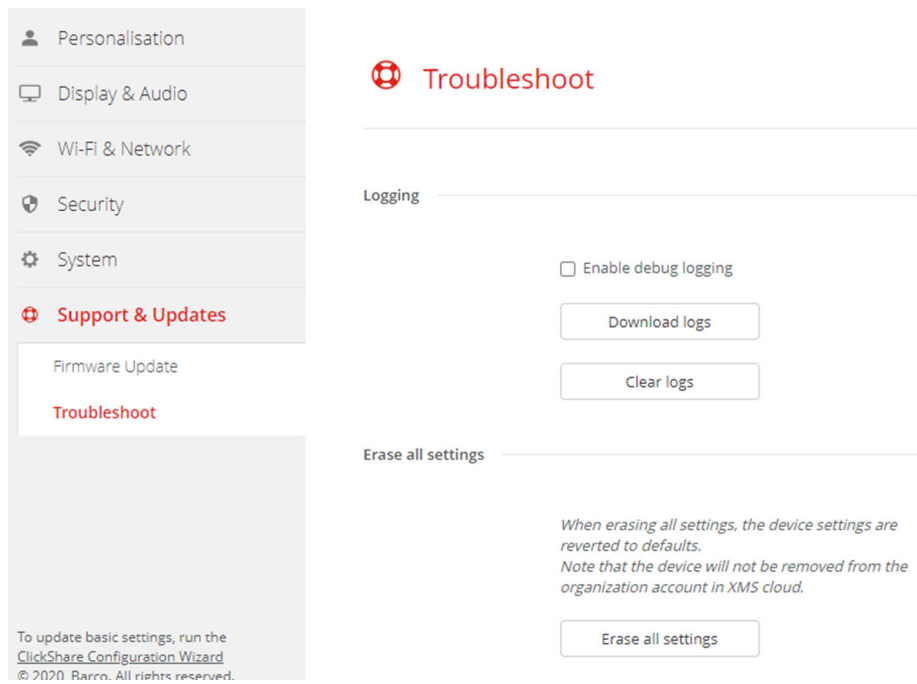 Personalisation
Display & Audio
Wi-Fi & Network
Security
System
Support & Updates
Firmware Update
Troubleshoot
To update basic settings, run the
ClickShare Configuration Wizard
© 2020, Barco. All rights reserved.
Troubleshoot
Logging
Enable debug logging
Download logs
Clear logs
Erase all settings
When erasing all settings, the device settings are
reverted to defaults.
Note that the device will not be removed from the
organization account in XMS cloud.
Erase all settings